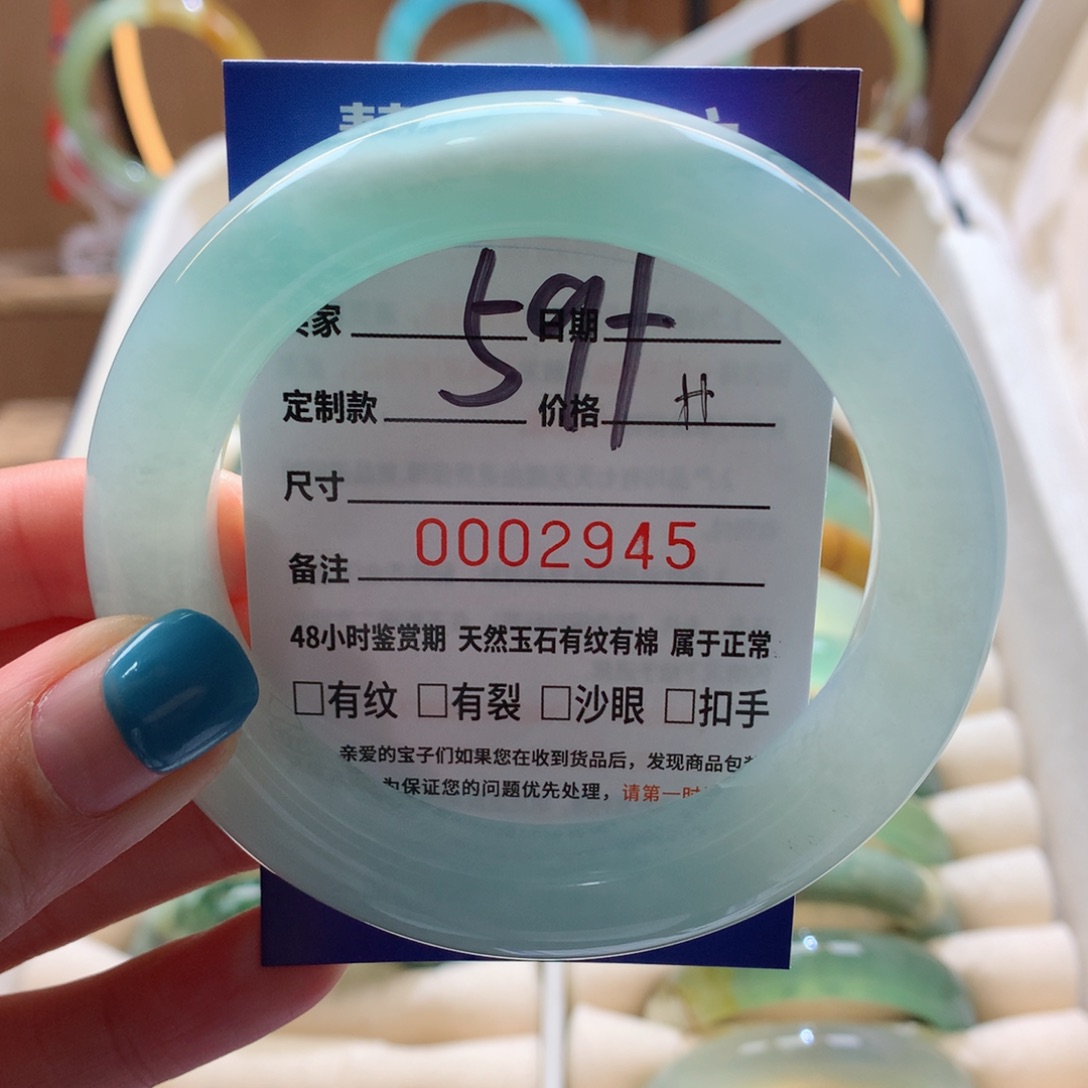 59+
家 日期
定制款 价格 #
尺寸
0002945
备注
48小时鉴赏期 天然玉石有纹有棉 属于正常
□有纹 □有裂 □沙眼 □扣手
亲爱的宝子们如果您在收到货品后，发现商品包
为保证您的问题优先处理，请第一时